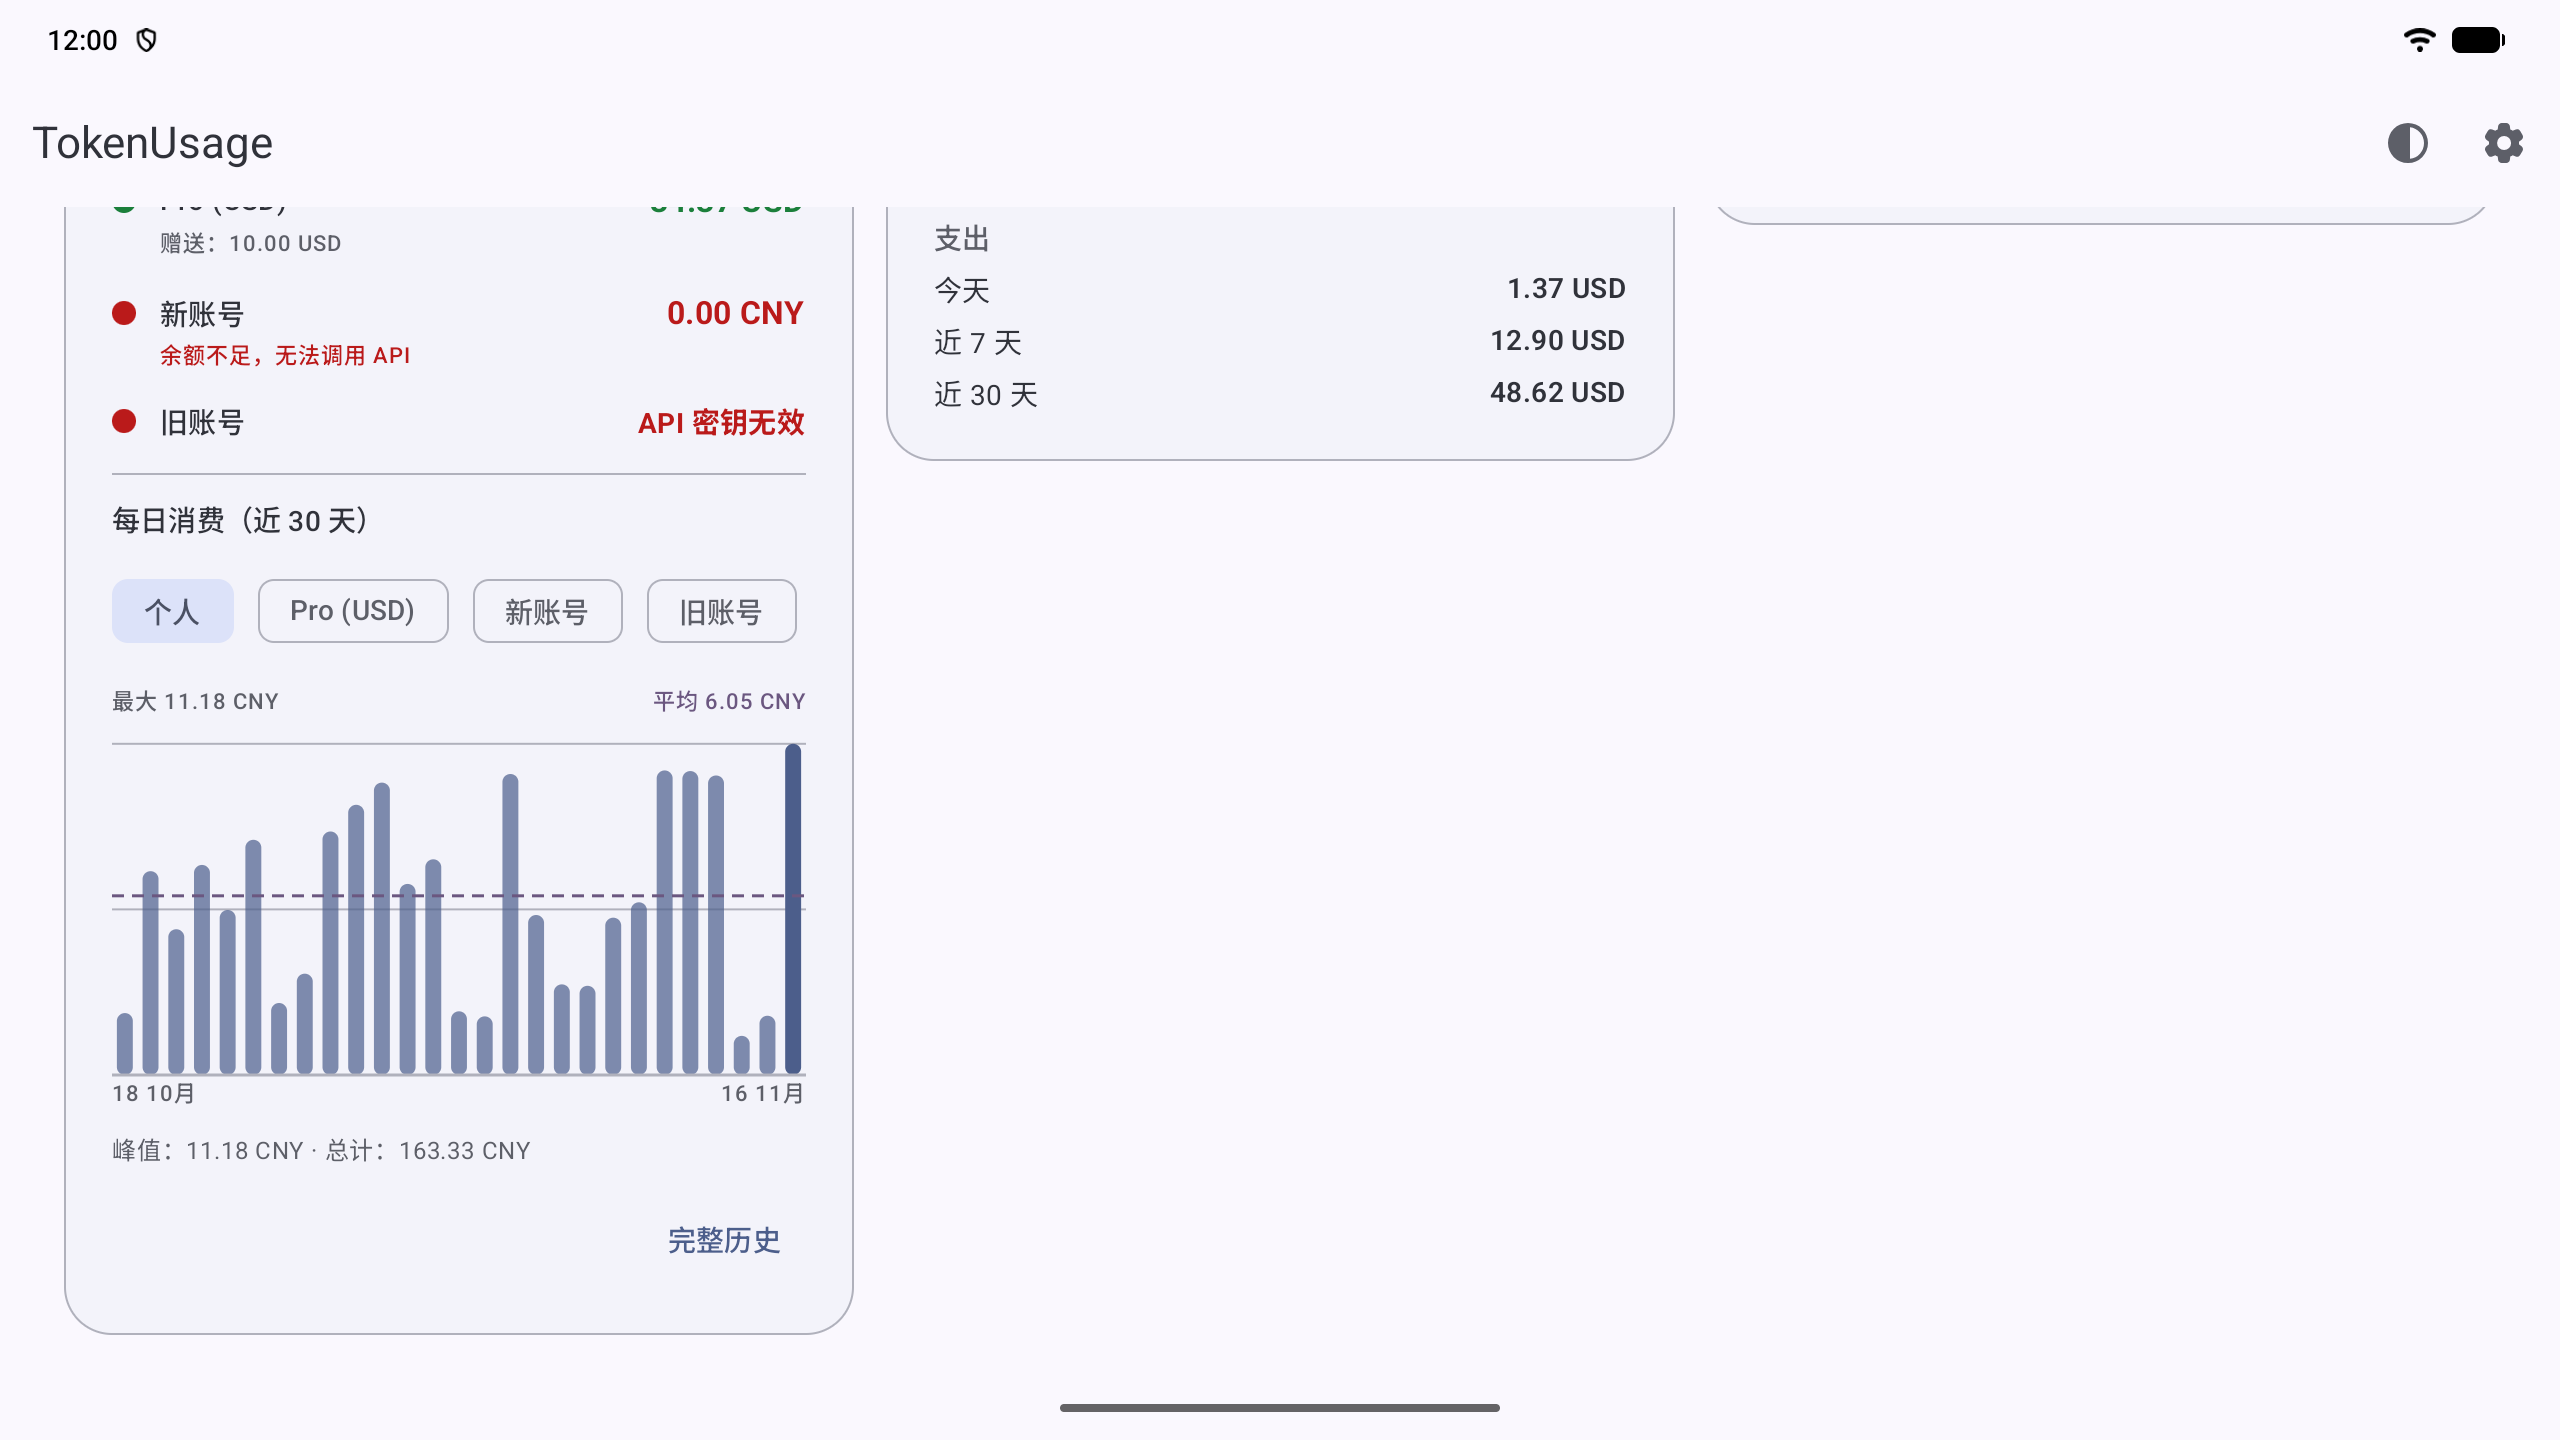 12:00
TokenUsage
Pro (USD)
赠送：10.00 USD
新账号
0.00 CNY
余额不足，无法调用 API
旧账号
API 密钥无效
每日消费（近 30 天）
个人
Pro (USD)
新账号
旧账号
最大 11.18 CNY
平均 6.05 CNY
18 10月
16 11月
峰值：11.18 CNY · 总计：163.33 CNY
完整历史
支出
今天
1.37 USD
近 7 天
12.90 USD
近 30 天
48.62 USD